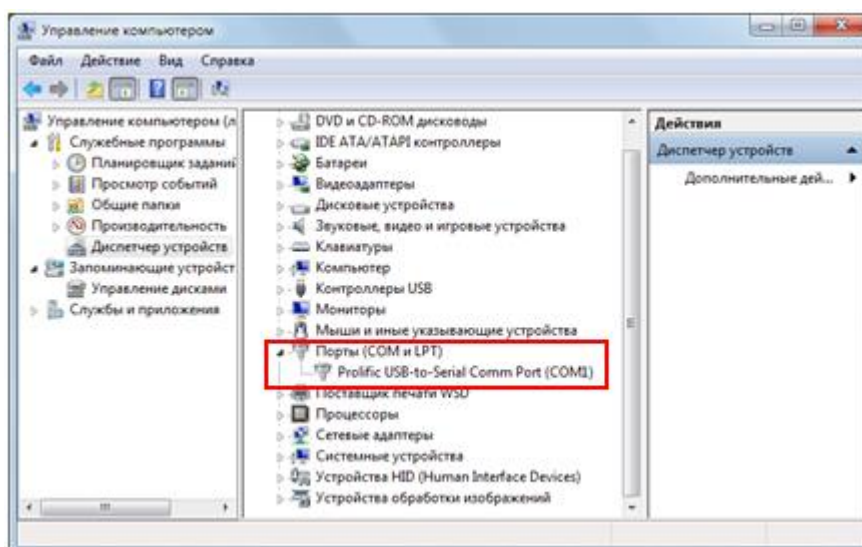 Управление компьютером
Файл Действие Вид Справка
Управление компьютером (л
Служебные программы
Планировщик заданий
Просмотр событий
Общие папки
Производительность
Диспетчер устройств
Запоминающие устройст
Управление дисками
Службы и приложения
DVD и CD-ROM дисководы
IDE ATA/ATAPI контроллеры
Батареи
Видеоадаптеры
Дисковые устройства
Звуковые, видео и игровые устройства
Клавиатуры
Компьютер
Контроллеры USB
Мониторы
Мыши и иные указывающие устройства
Порты (COM и LPT)
Prolific USB-to-Serial Comm Port (COM1)
Поставщик печати WSD
Процессоры
Сетевые адаптеры
Системные устройства
Устройства HID (Human Interface Devices)
Устройства обработки изображений
Действия
Диспетчер устройств
Дополнительные дей...